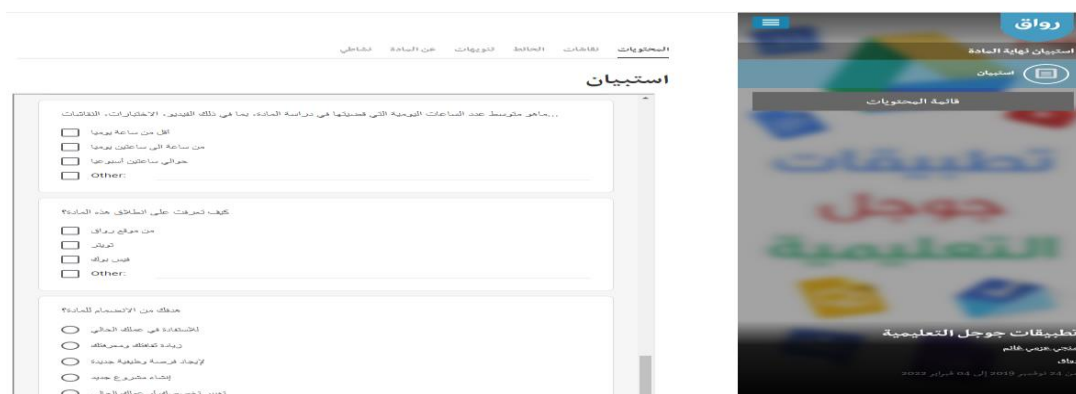 رواق
استبيان نهاية المادة
استبيان
قائمة المحتويات
تطبيقات
جوجل
التعليمية
تطبيقات جوجل التعليمية
رواق
من 24 نوفمبر 2019 إلى 04 فبراير 2022
المحتويات نقاشات الحائط تنويهات عن المادة نشاطي
استبيان
ماهو متوسط عدد الساعات اليومية التي قضيتها في دراسة المادة، بما في ذلك الفيديو، الاختبارات، النقاشات...
اقل من ساعة يوميا
من ساعة الى ساعتين يوميا
حوالي ساعتين أسبوعيا
Other:
كيف تعرفت على انطلاق هذه المادة؟
من موقع رواق
تويتر
فيس بوك
Other:
هدفك من الانضمام للمادة؟
للاستفادة في عملك الحالي
زيادة ثقافتك ومعرفتك
لإيجاد فرصة وظيفية جديدة
إنشاء مشروع جديد